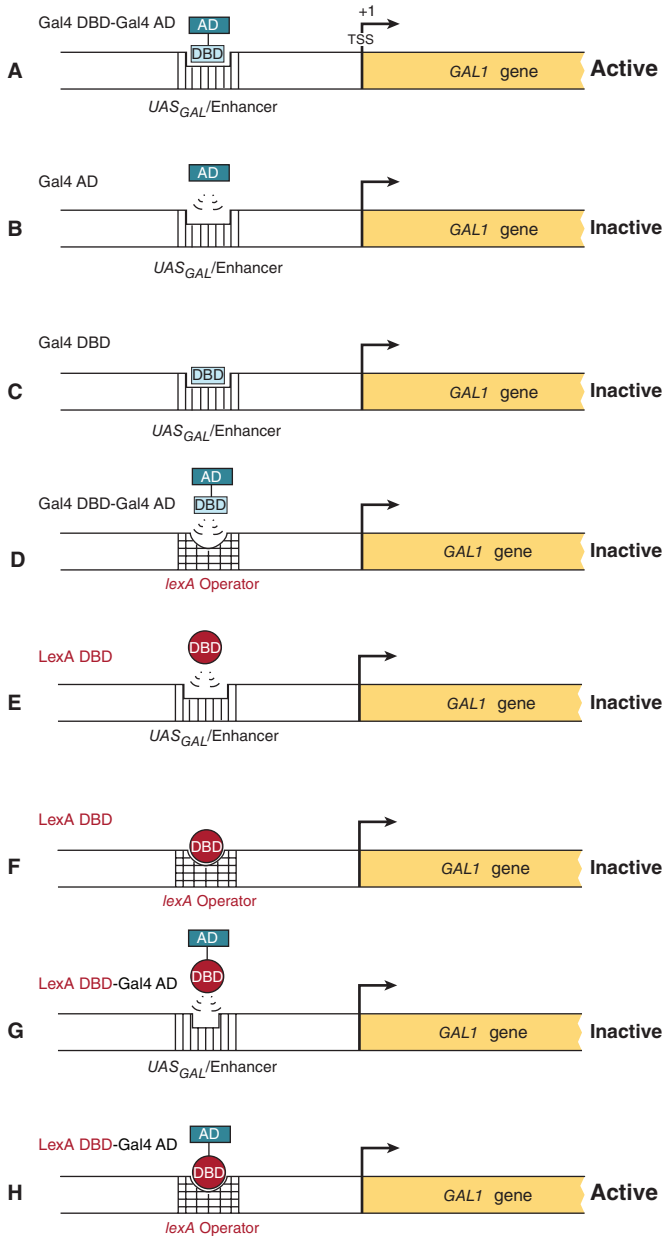 AD
+1
Gal4 DBD-Gal4 AD
TSS
DBD
A
GAL1 gene
Active
UASGAL/Enhancer
AD
Gal4 AD
B
GAL1 gene
Inactive
UASGAL/Enhancer
Gal4 DBD
DBD
C
GAL1 gene
Inactive
UASGAL/Enhancer
AD
Gal4 DBD-Gal4 AD
DBD
D
GAL1 gene
Inactive
lexA Operator
LexA DBD
DBD
E
GAL1 gene
Inactive
UASGAL/Enhancer
LexA DBD
DBD
F
GAL1 gene
Inactive
lexA Operator
AD
LexA DBD-Gal4 AD
DBD
G
GAL1 gene
Inactive
UASGAL/Enhancer
AD
LexA DBD-Gal4 AD
DBD
H
GAL1 gene
Active
lexA Operator